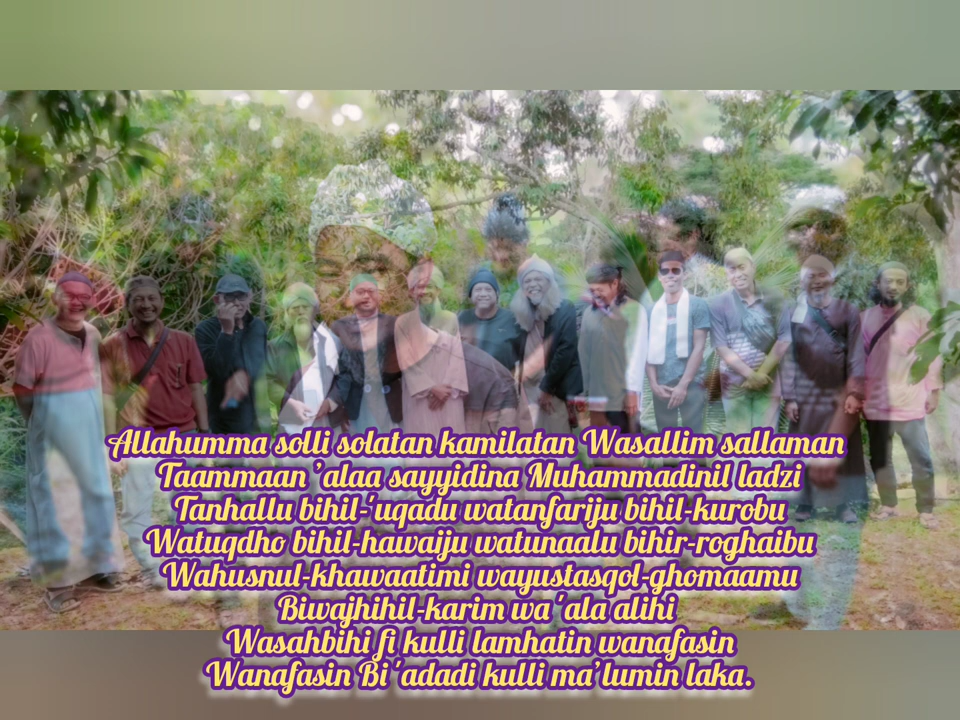 Allahumma solli solatan kamilatan Wasallim sallaman
Taammaan 'alaa sayyidina Muhammadinil ladzi
Tanhallu bihil-'uqadu watanfariju bihil-kurobu
Watuqdho bihil-hawaiju watunaalu bihir-roghaibu
Wahusnul-khawaatimi wayustasqol-ghomaamu
Biwajhihil-karim wa 'ala alihi
Wasahbihi fi kulli lamhatin wanafasin
Wanafasin Bi 'adadi kulli ma'lumin laka.